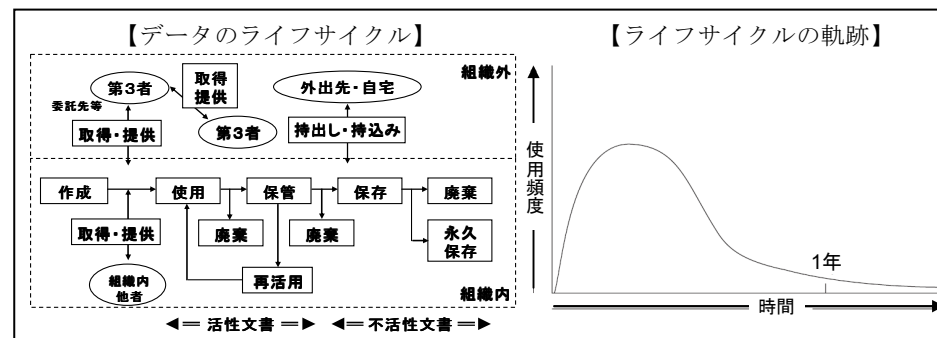 【データのライフサイクル】
【ライフサイクルの軌跡】
組織外
第3者
取得
提供
外出先・自宅
委託先等
取得・提供
第3者
持出し・持込み
作成
使用
保管
保存
廃棄
取得・提供
廃棄
廃棄
永久
保存
組織内
他者
再活用
組織内
活性文書
不活性文書
使用頻度
1年
時間